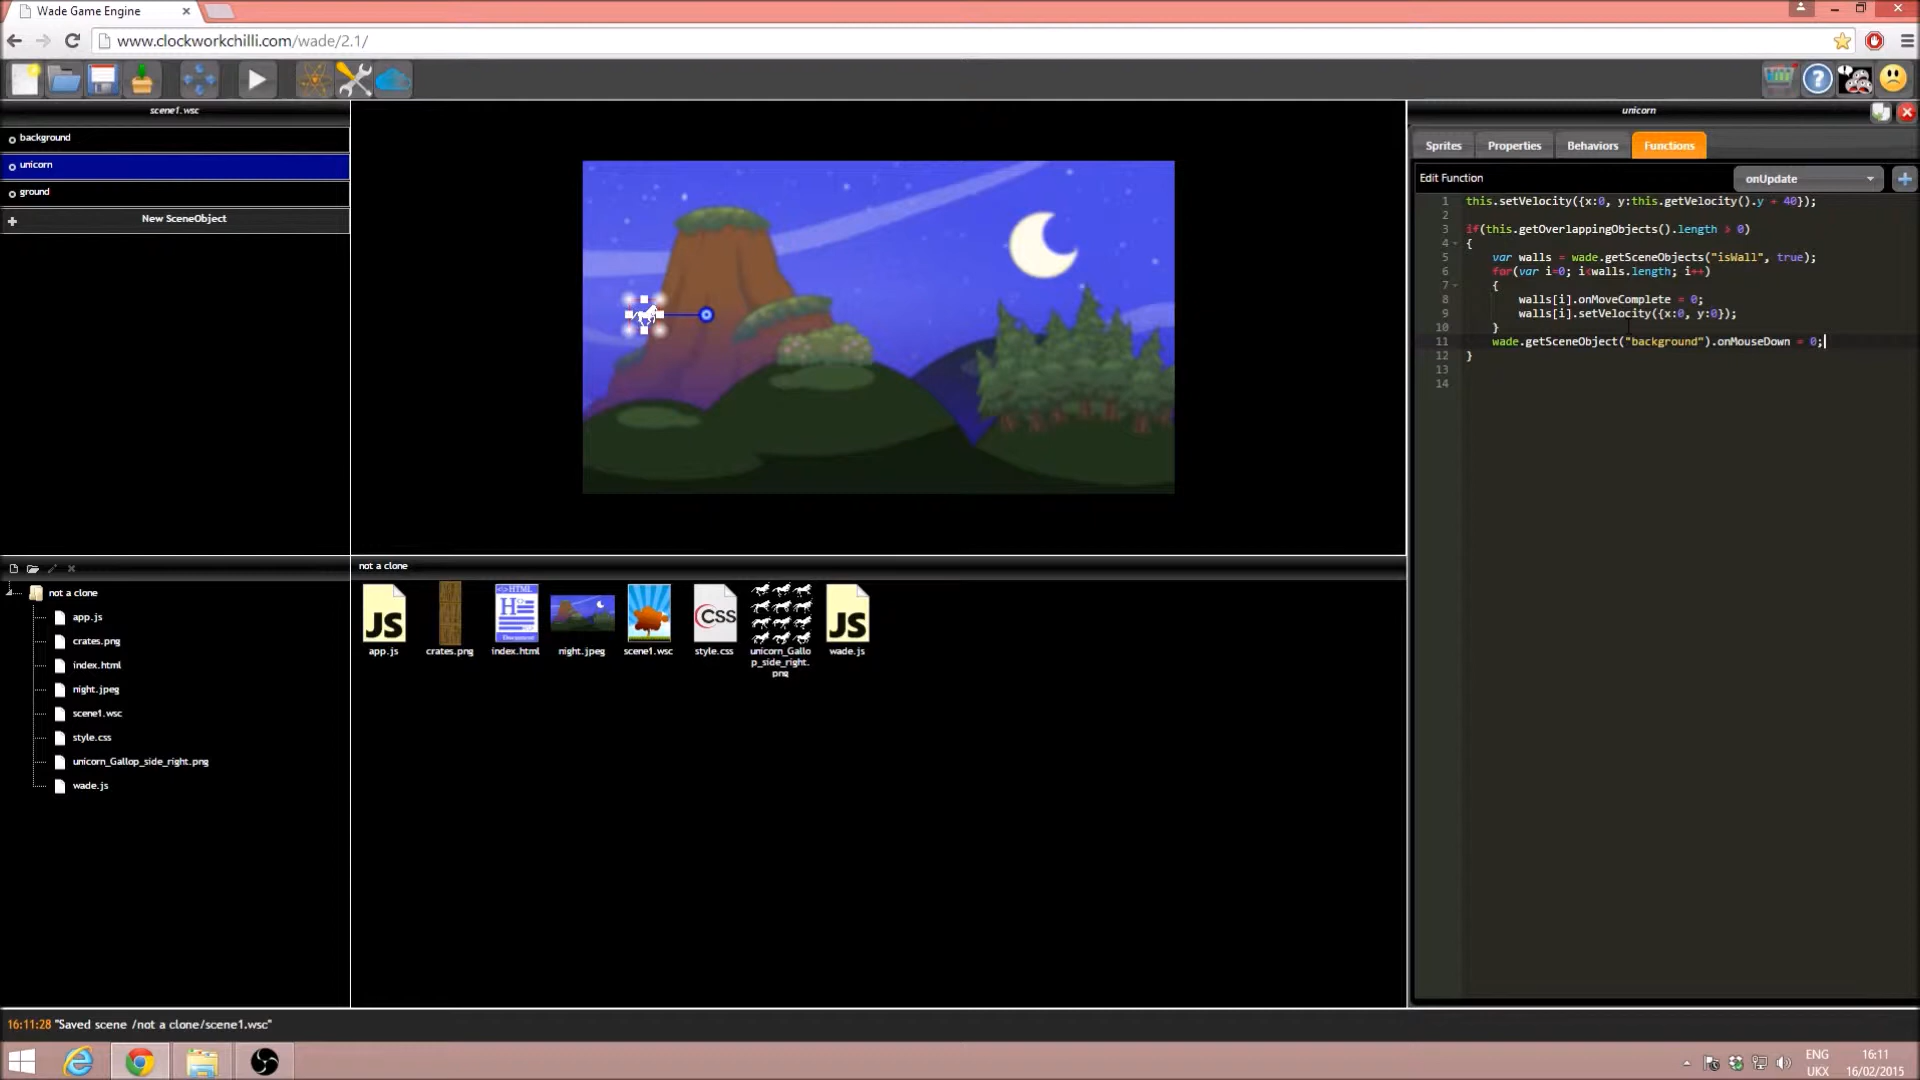 Wade Game Engine
www.clockworkchilli.com/wade/2.1/
scene1.wsc
background
unicorn
ground
New SceneObject
unicorn
Sprites
Properties
Behaviors
Functions
Edit Function
onUpdate
1 this.setVelocity({x:0, y:this.getVelocity().y + 40});
2
3 if(this.getOverlappingObjects().length > 0)
4 {
5 var walls = wade.getSceneObjects("isWall", true);
6 for(var i=0; i<walls.length; i++)
7 {
8 walls[i].onMoveComplete = 0;
9 walls[i].setVelocity({x:0, y:0});
10 }
11 wade.getSceneObject("background").onMouseDown = 0;
12 }
13
14
not a clone
app.js
crates.png
index.html
night.jpeg
scene1.wsc
style.css
unicorn_Gallop_side_right.png
wade.js
not a clone
JS
<HTML>
H
Document
CSS
JS
app.js
crates.png
index.html
night.jpeg
scene1.wsc
style.css
unicorn_Gallo
p_side_right.
png
wade.js
16:11:28 "Saved scene /not a clone/scene1.wsc"
ENG
UKX
16:11
16/02/2015